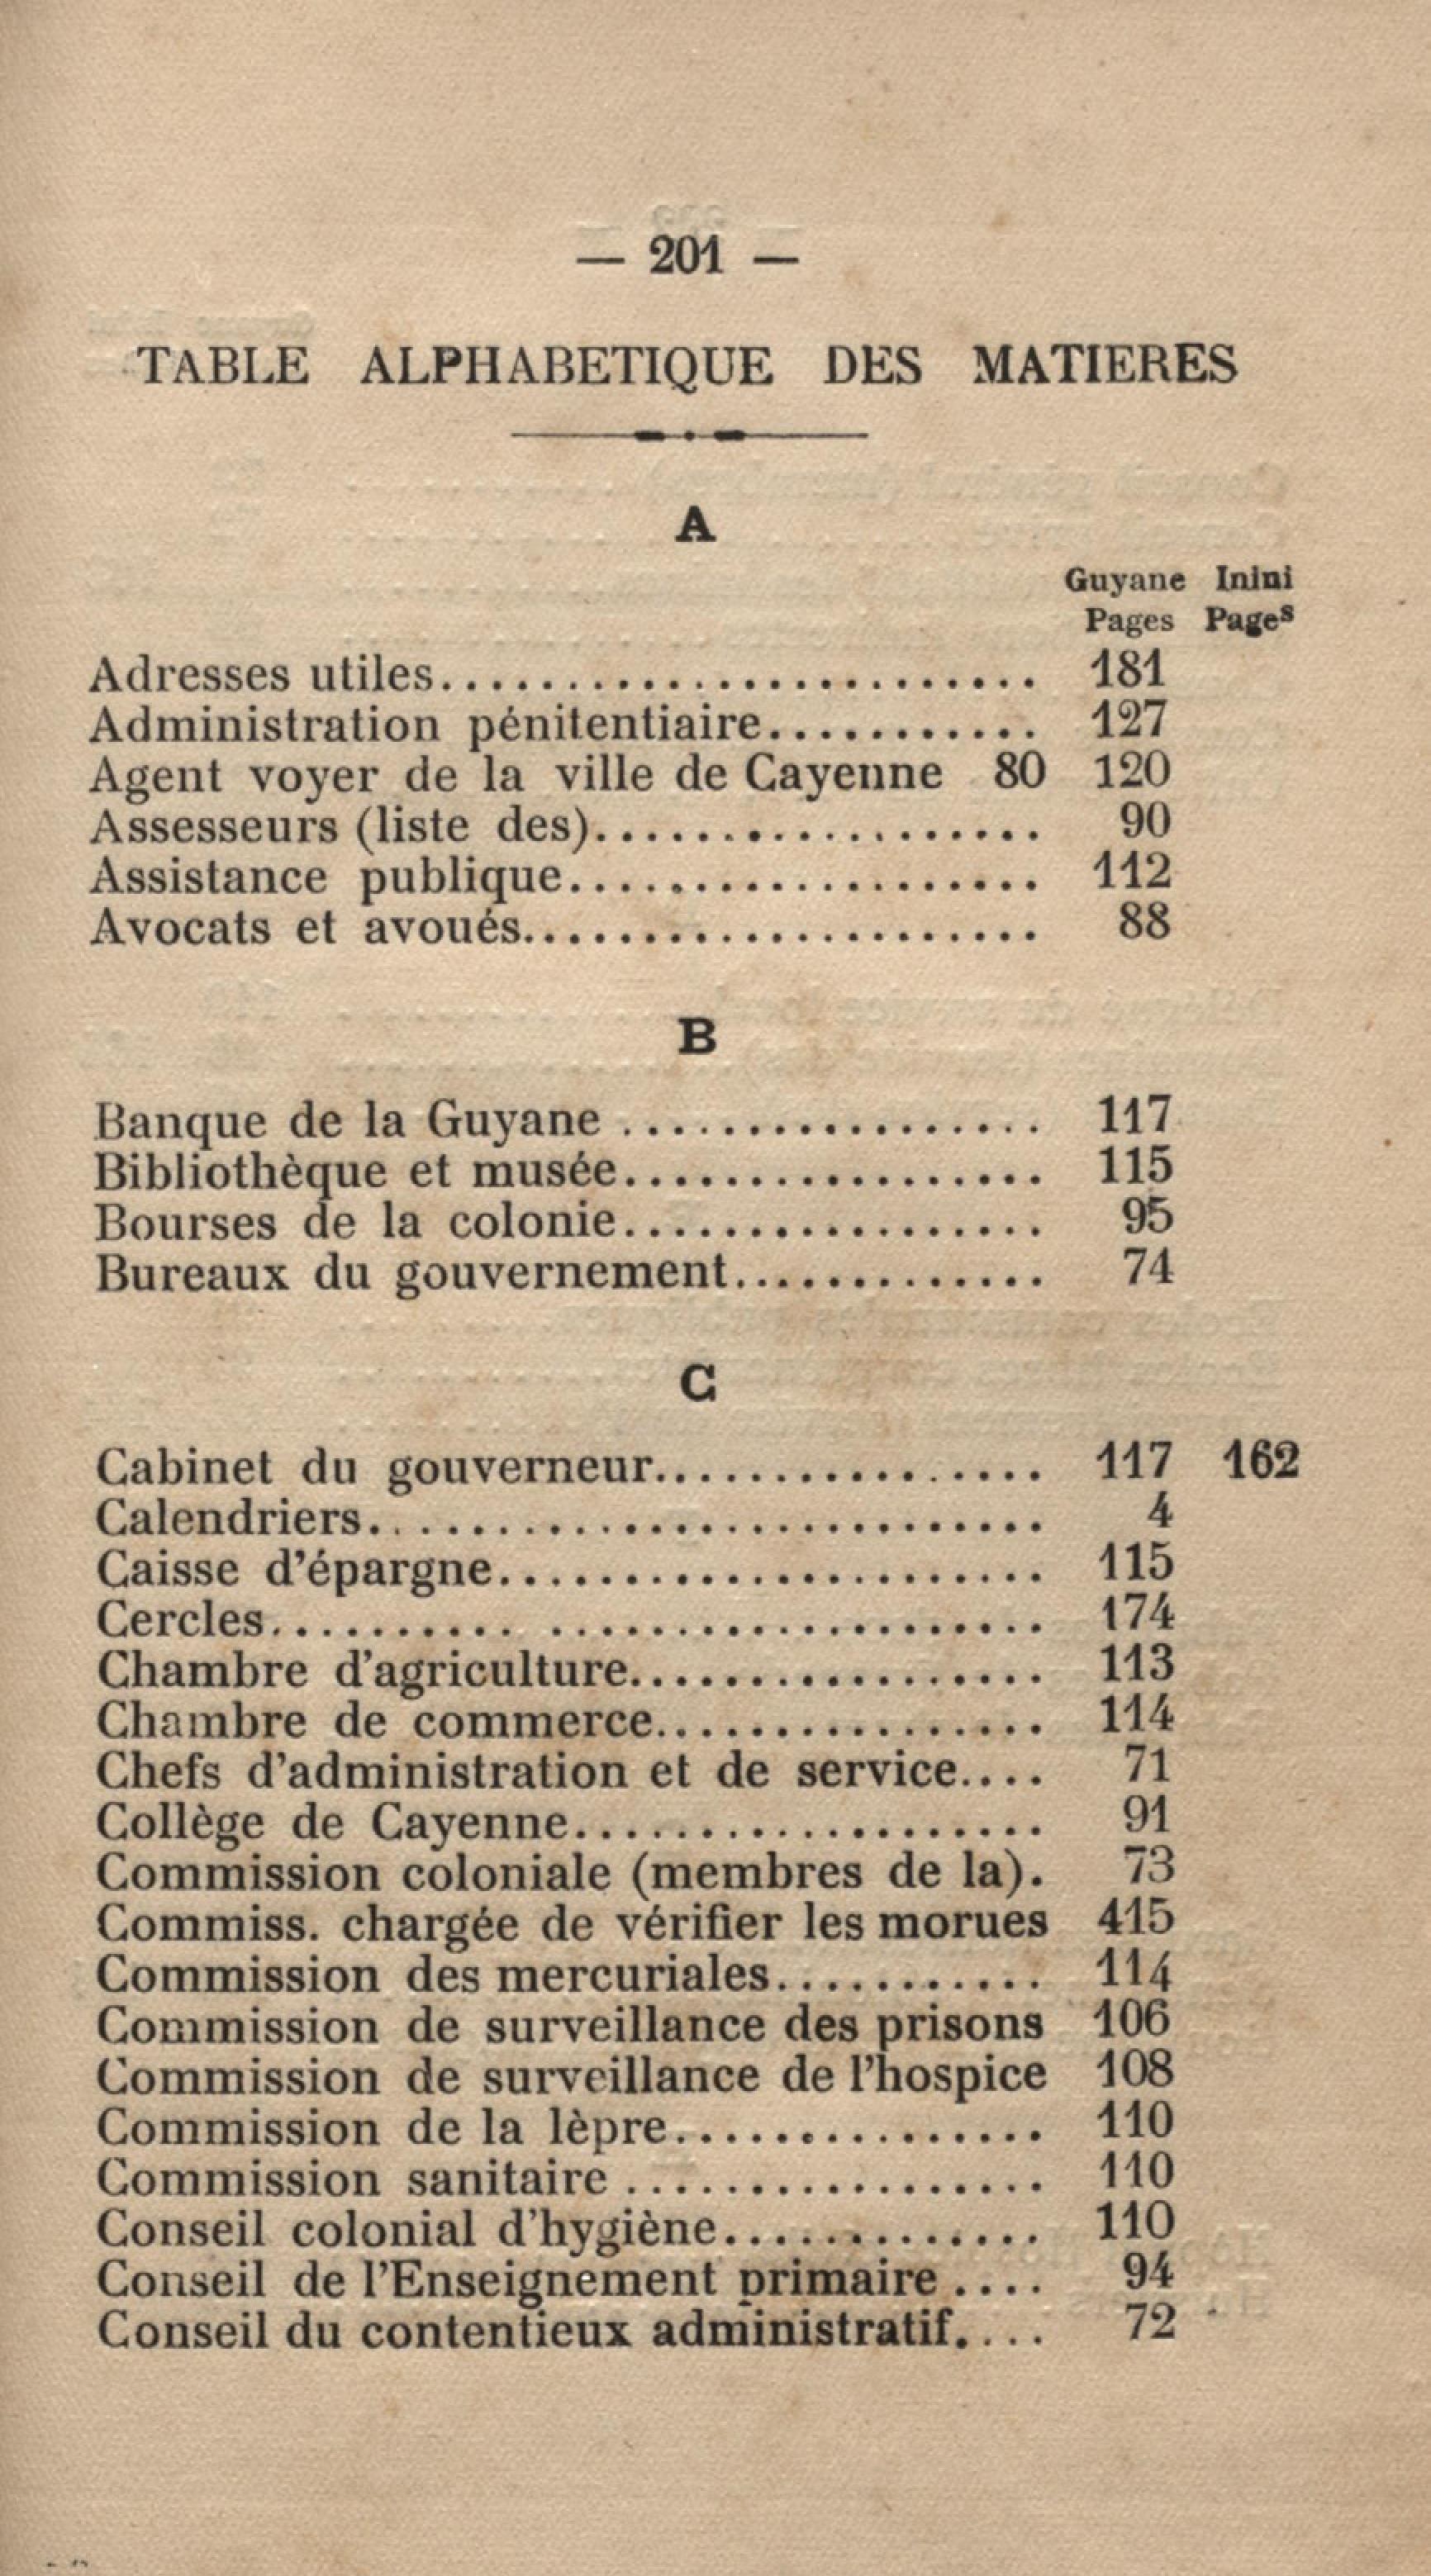 — 201 —
TABLE ALPHABETIQUE DES MATIERES
A
Guyane Inini
Pages Pages
Adresses utiles........................ 181
Administration pénitentiaire........... 127
Agent voyer de la ville de Cayenne 80 120
Assesseurs (liste des).................. 90
Assistance publique................... 112
Avocats et avoués..................... 88
B
Banque de la Guyane ................. 117
Bibliothèque et musée................. 115
Bourses de la colonie................. 95
Bureaux du gouvernement............. 74
C
Cabinet du gouverneur................ 117 162
Calendriers........................... 4
Caisse d'épargne...................... 115
Cercles.......... .................... 174
Chambre d'agriculture................. 113
Chambre de commerce................ 114
Chefs d'administration et de service.... 71
Collège de Cayenne................... 91
Commission coloniale (membres de la). 73
Commiss. chargée de vérifier les morues 415
Commission des mercuriales........... 114
Commission de surveillance des prisons 106
Commission de surveillance de l'hospice 108
Commission de la lèpre............... 110
Commission sanitaire ................. 110
Conseil colonial d'hygiène............. 110
Conseil de l'Enseignement primaire .... 94
Conseil du contentieux administratif.... 72